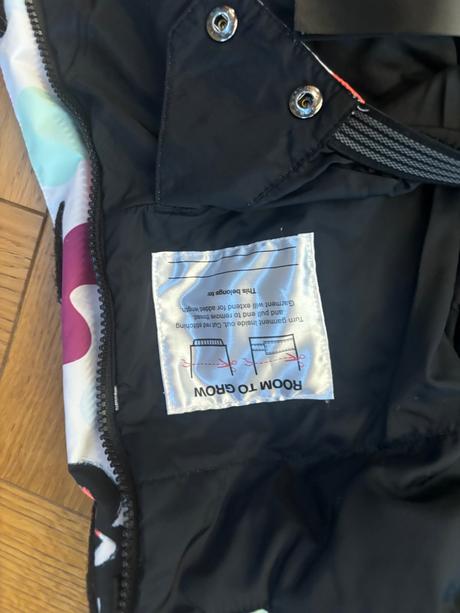 ROOM TO GROW
Turn garment inside out. Cut red stitching
and pull end to remove thread.
Garment will extend for added length.
This belongs to: